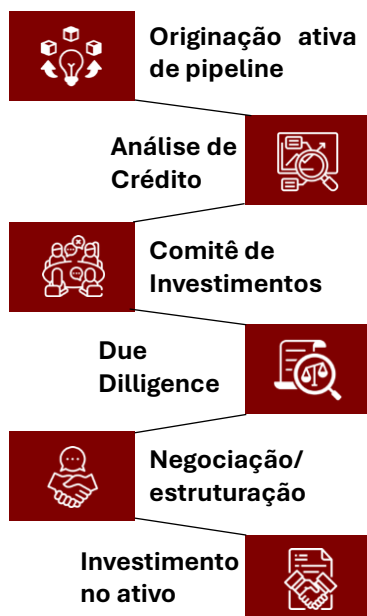 Originação ativa
de pipeline
Análise de
Crédito
Comitê de
Investimentos
Due
Dilligence
Negociação/
estruturação
Investimento
no ativo